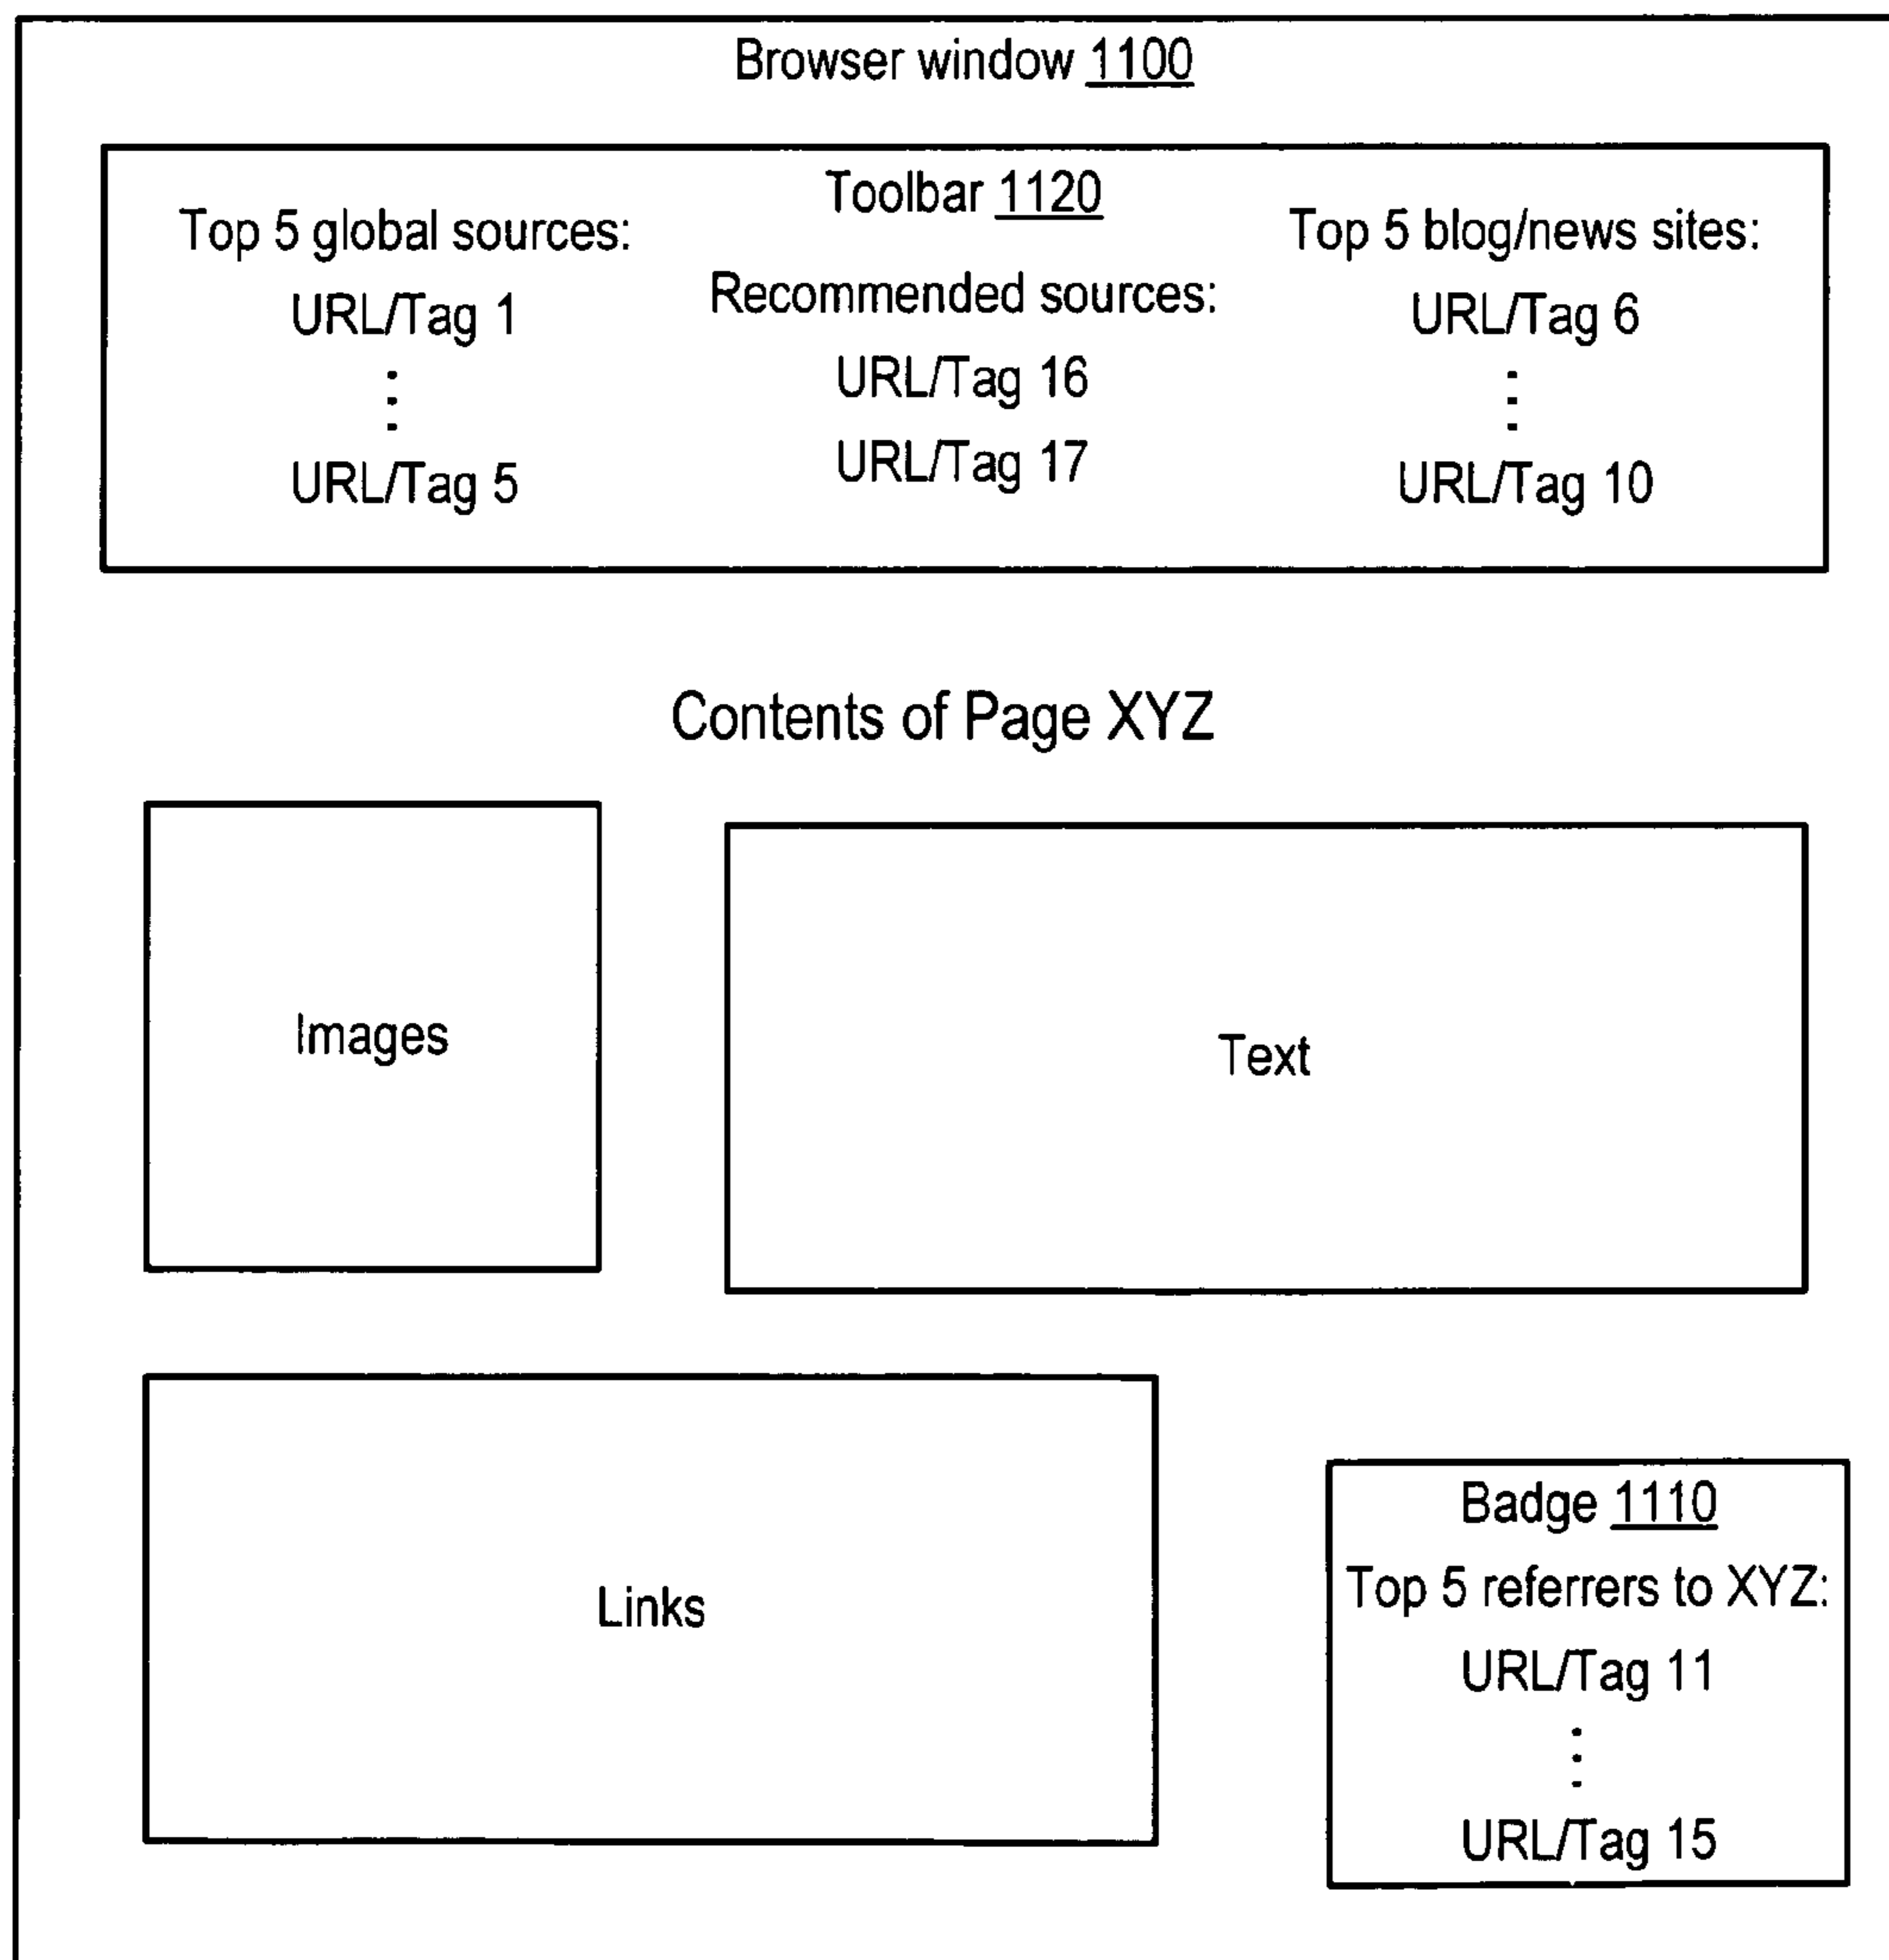 Browser window 1100
Toolbar 1120
Top 5 global sources:
URL/Tag 1
⋮
URL/Tag 5
Recommended sources:
URL/Tag 16
URL/Tag 17
Top 5 blog/news sites:
URL/Tag 6
⋮
URL/Tag 10
Contents of Page XYZ
Images
Text
Links
Badge 1110
Top 5 referrers to XYZ:
URL/Tag 11
⋮
URL/Tag 15